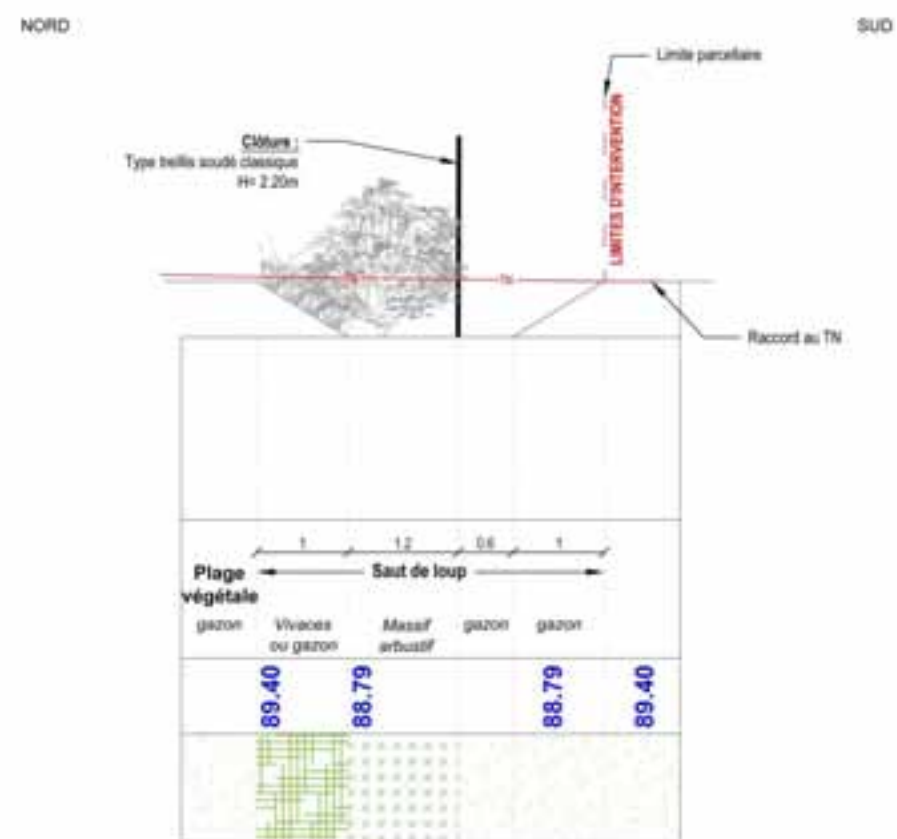 NORD
SUD
Limite parcellaire
LIMITES D'INTERVENTION
Clôture :
Type treillis soudé classique
H= 2.20m
TN
TN
Raccord au TN
1
1,2
0,6
1
Plage
végétale
Saut de loup
gazon
Vivaces
ou gazon
Massif
arbustif
gazon
gazon
89.40
88.79
88.79
89.40